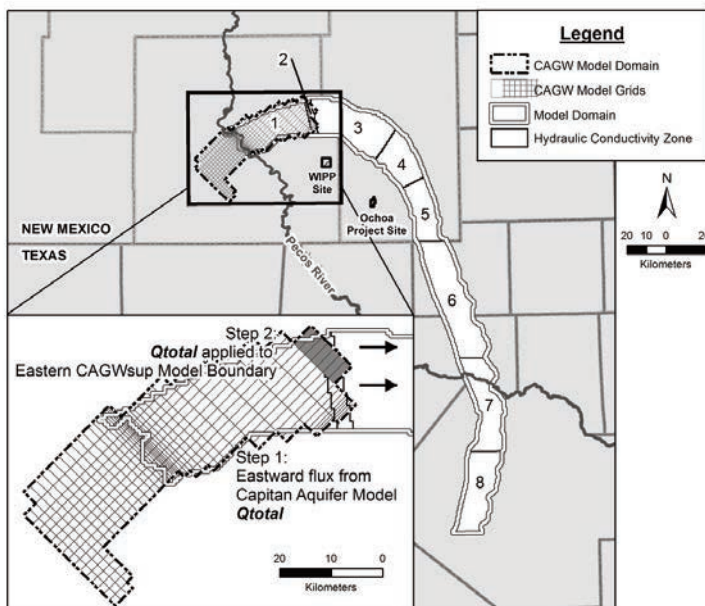 Legend
CAGW Model Domain
CAGW Model Grids
Model Domain
Hydraulic Conductivity Zone
2
1
3
4
5
6
7
8
WIPP
Site
Ochoa
Project Site
NEW MEXICO
TEXAS
Pecos River
N
20 10 0 20
Kilometers
Step 2:
Qtotal applied to
Eastern CAGWsup Model Boundary
Step 1:
Eastward flux from
Capitan Aquifer Model
Qtotal
20 10 0
Kilometers